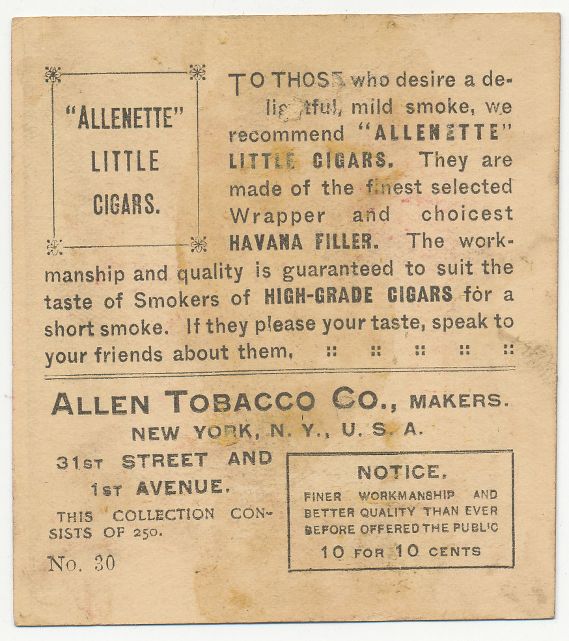 "ALLENETTE"
LITTLE
CIGARS.
TO THOSE who desire a de-
lightful, mild smoke, we
recommend "ALLENETTE"
LITTLE CIGARS. They are
made of the finest selected
Wrapper and choicest
HAVANA FILLER. The work-
manship and quality is guaranteed to suit the
taste of Smokers of HIGH-GRADE CIGARS for a
short smoke. If they please your taste, speak to
your friends about them, :: :: :: :: ::
ALLEN TOBACCO CO., MAKERS.
NEW YORK, N. Y., U. S. A.
31ST STREET AND
1ST AVENUE.
THIS COLLECTION CON-
SISTS OF 250.
No. 30
NOTICE.
FINER WORKMANSHIP AND
BETTER QUALITY THAN EVER
BEFORE OFFERED THE PUBLIC
10 FOR 10 CENTS